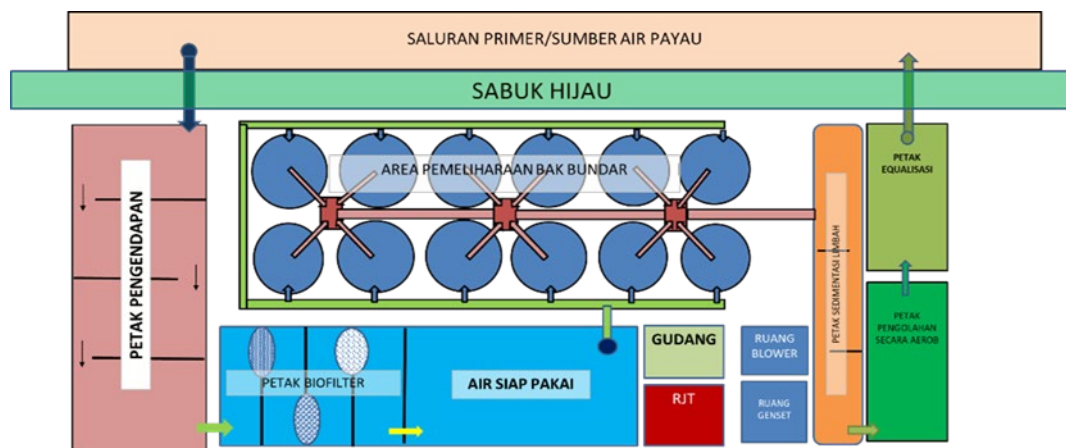 SALURAN PRIMER/SUMBER AIR PAYAU
SABUK HIJAU
PETAK PENGENDAPAN
AREA PEMELIHARAAN BAK BUNDAR
PETAK SEDIMENTASI LIMBAH
PETAK
EQUALISASI
PETAK
PENGOLAHAN
SECARA AEROB
PETAK BIOFILTER
AIR SIAP PAKAI
GUDANG
RJT
RUANG
BLOWER
RUANG
GENSET